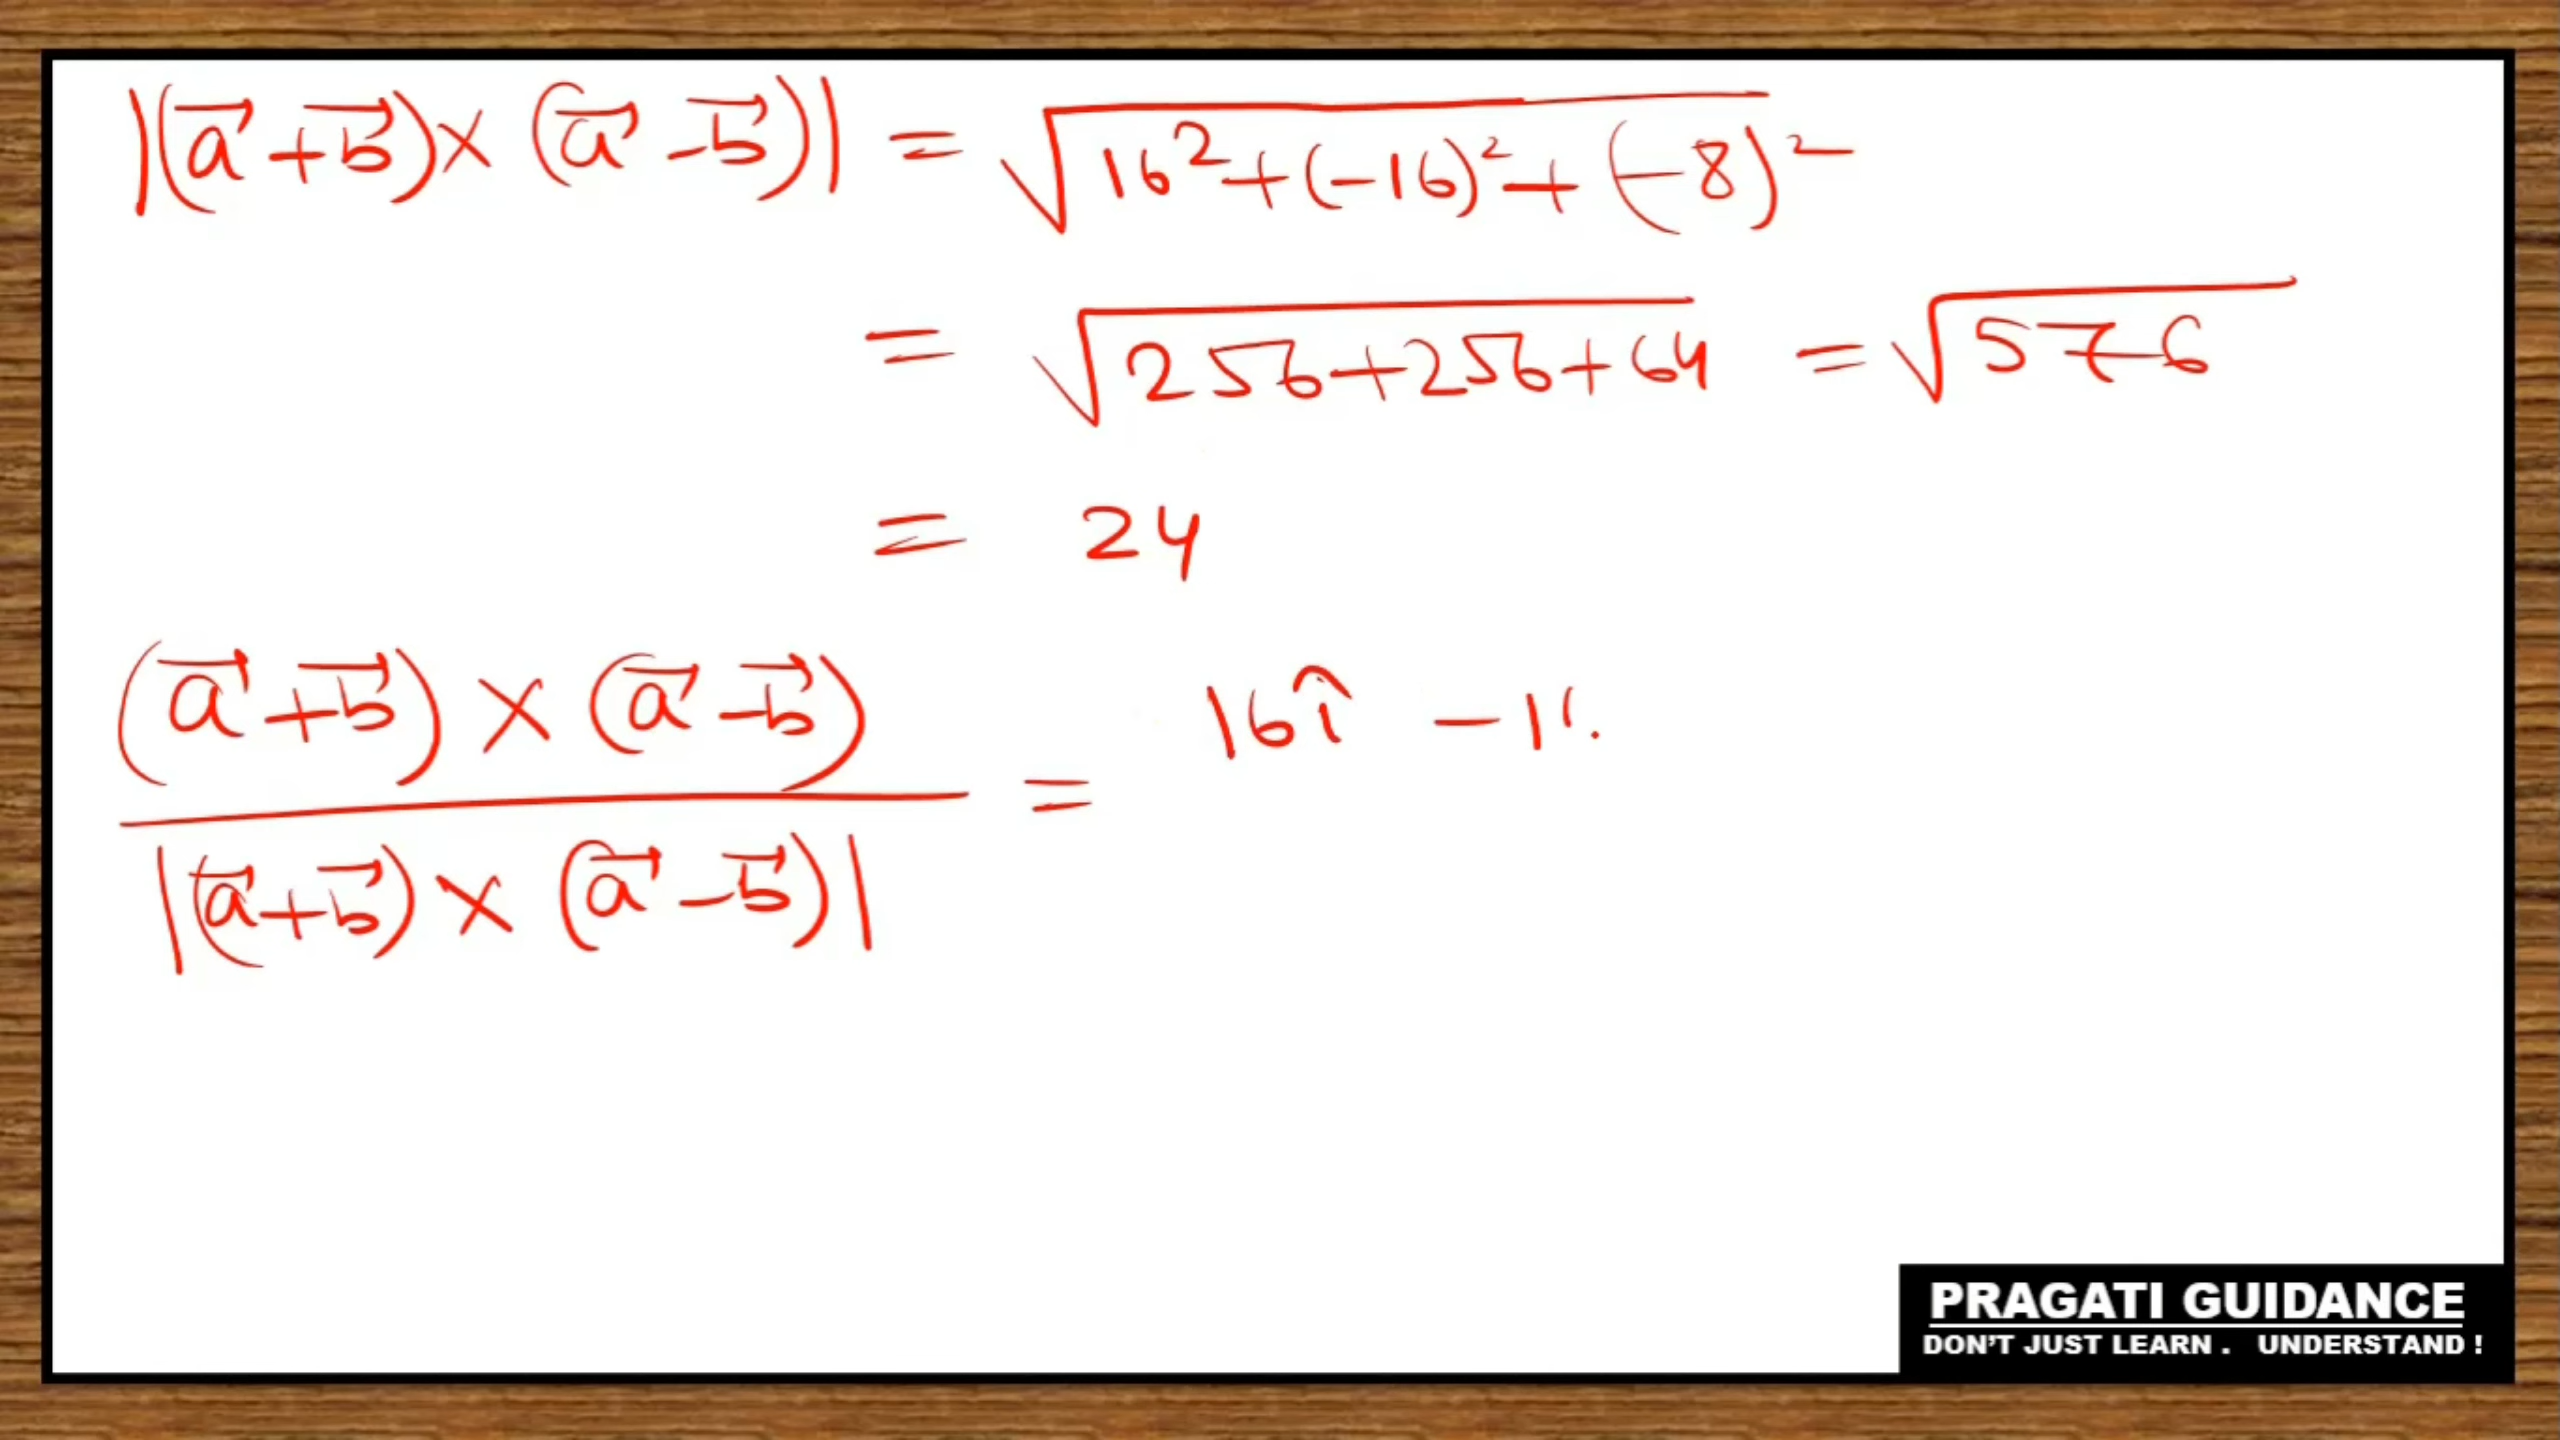 |(a⃗+b⃗)× (a⃗ -b⃗)| = √16²+(-16)²+(-8)²
= √256+256+64 = √576
= 24
(a⃗+b⃗) × (a⃗-b⃗)
= 16î -1
|(a⃗+b⃗) × (a⃗-b⃗)|
PRAGATI GUIDANCE
DON'T JUST LEARN . UNDERSTAND !